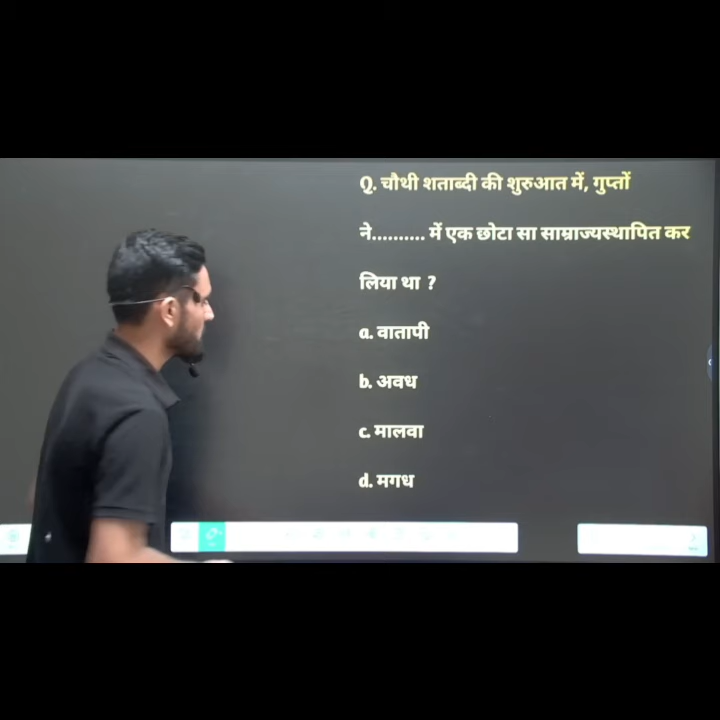 Q. चौथी शताब्दी की शुरुआत में, गुप्तों
ने.......... में एक छोटा सा साम्राज्यस्थापित कर
लिया था ?
a. वातापी
b. अवध
c. मालवा
d. मगध